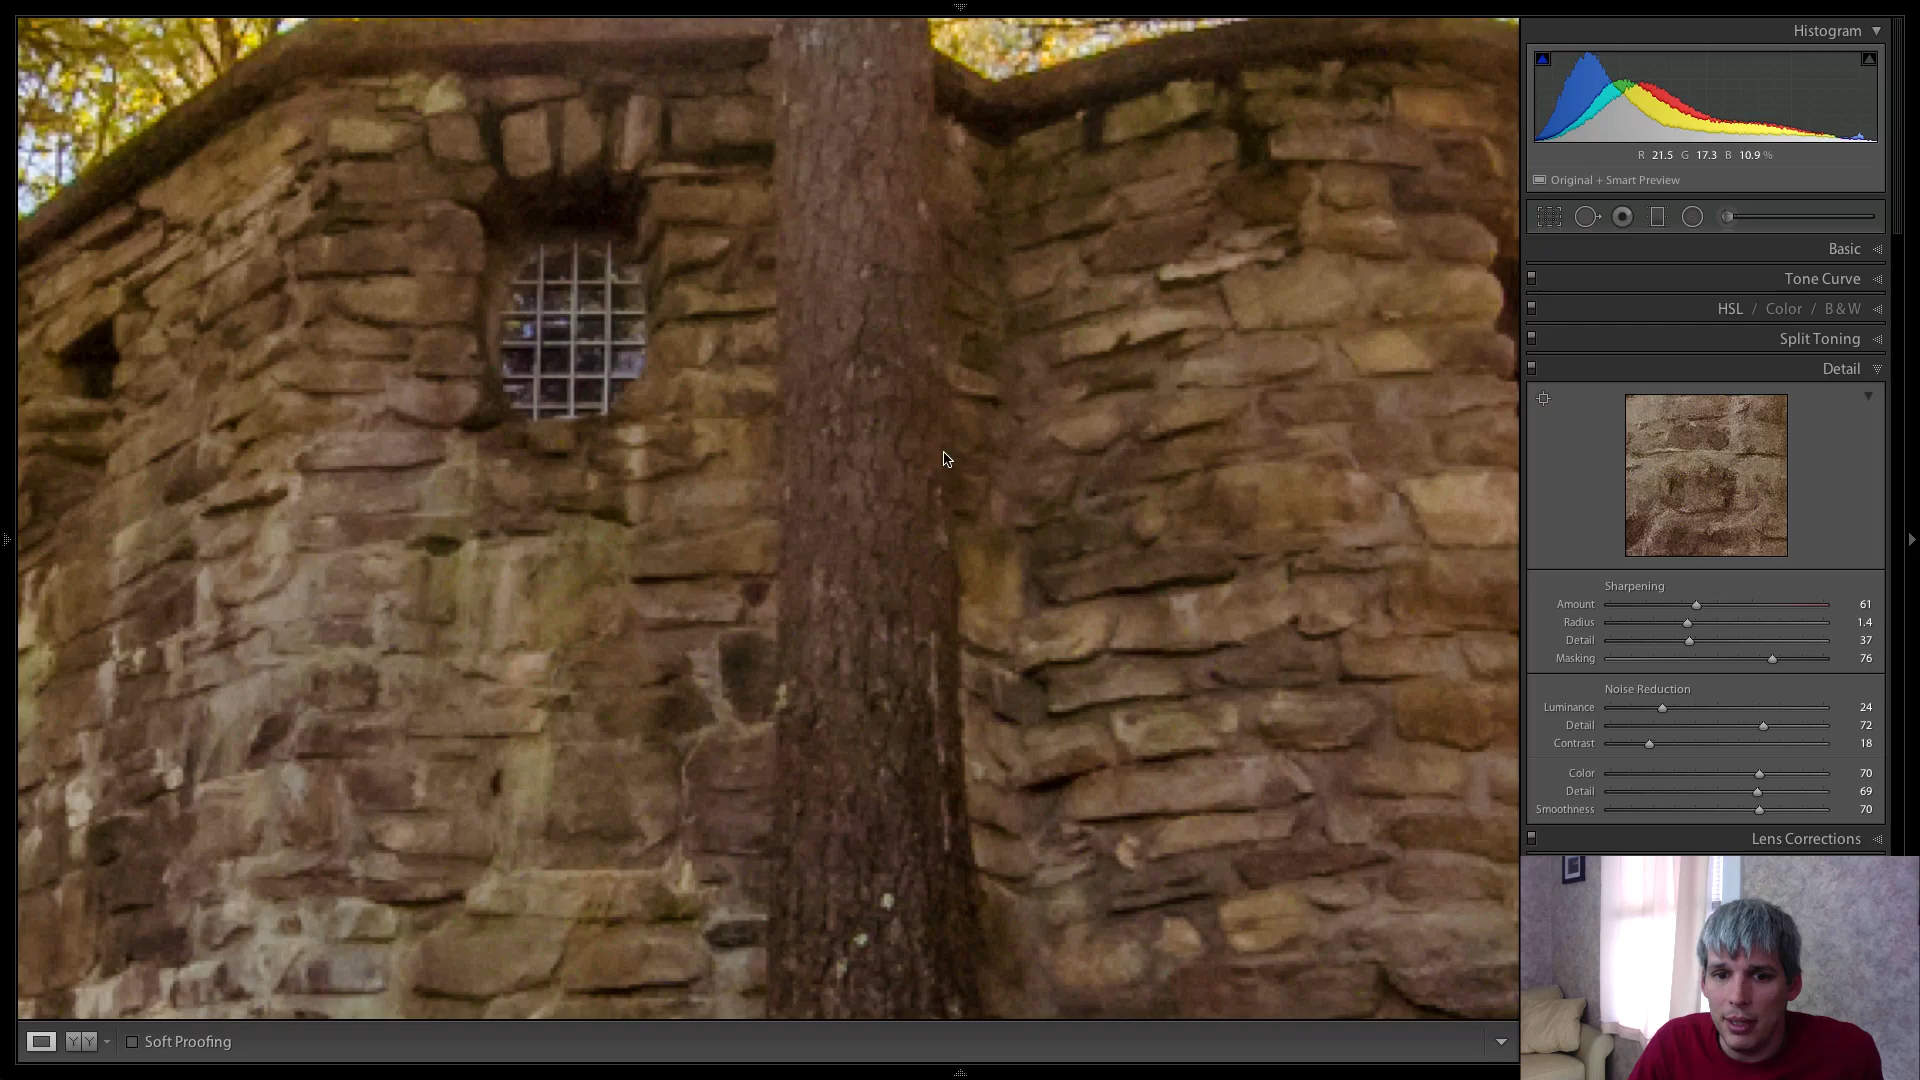 Histogram
R 21.5 G 17.3 B 10.9 %
Original + Smart Preview
Basic
Tone Curve
HSL / Color / B & W
Split Toning
Detail
Sharpening
Amount 61
Radius 1.4
Detail 37
Masking 76
Noise Reduction
Luminance 24
Detail 72
Contrast 18
Color 70
Detail 69
Smoothness 70
Lens Corrections
Y Y
Soft Proofing